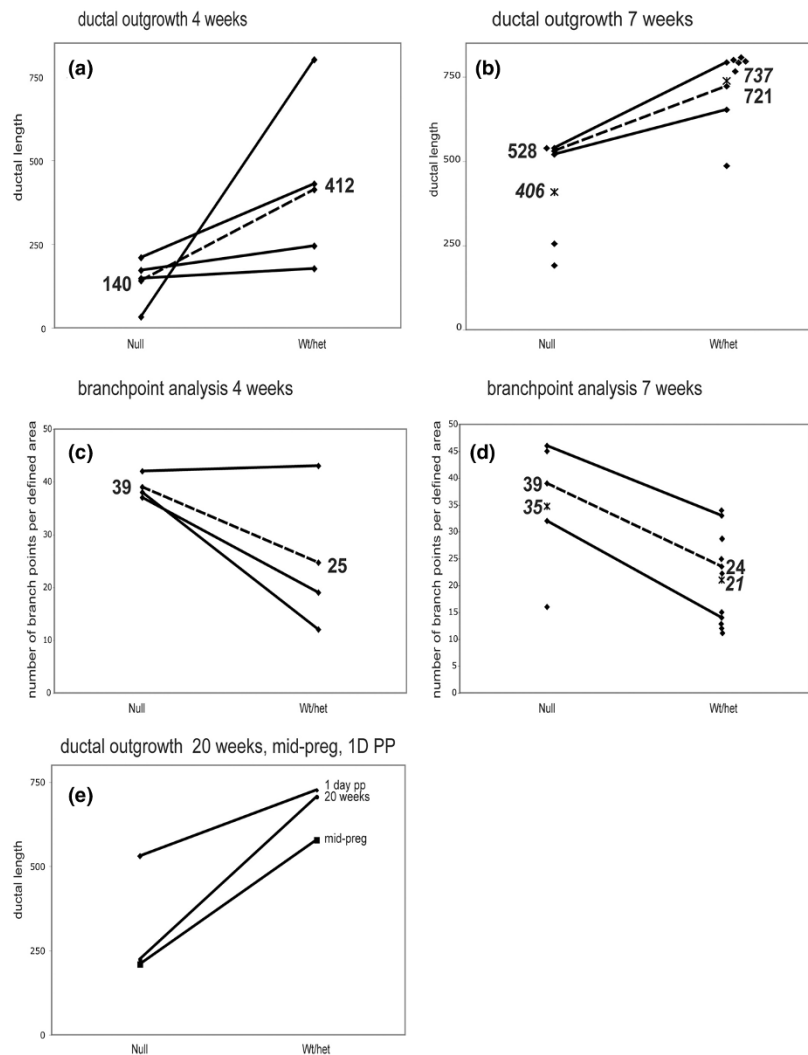 ductal outgrowth 4 weeks
(a)
ductal length
750
500
250
0
412
140
Null
Wt/het
ductal outgrowth 7 weeks
(b)
ductal length
750
500
250
0
737
721
528
406
Null
Wt/het
branchpoint analysis 4 weeks
(c)
number of branch points per defined area
50
40
30
20
10
0
39
25
Null
Wt/het
branchpoint analysis 7 weeks
(d)
number of branch points per defined area
50
45
40
35
30
25
20
15
10
5
0
39
35
24
21
Null
Wt/het
ductal outgrowth 20 weeks, mid-preg, 1D PP
(e)
ductal length
750
500
250
0
1 day pp
20 weeks
mid-preg
Null
Wt/het